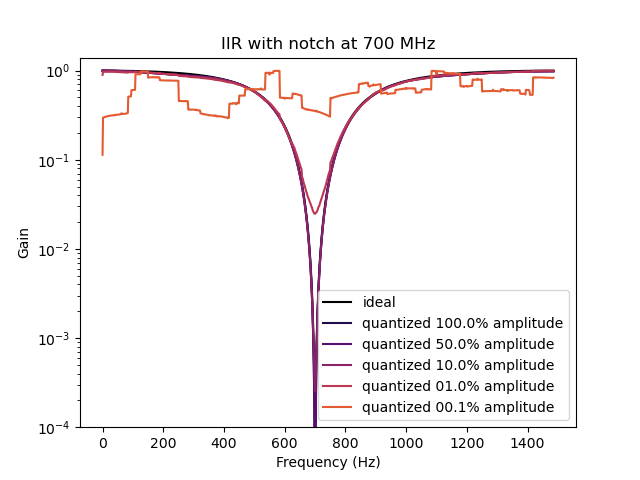 IIR with notch at 700 MHz
10⁰
10⁻¹
10⁻²
10⁻³
10⁻⁴
Gain
ideal
quantized 100.0% amplitude
quantized 50.0% amplitude
quantized 10.0% amplitude
quantized 01.0% amplitude
quantized 00.1% amplitude
0 200 400 600 800 1000 1200 1400
Frequency (Hz)